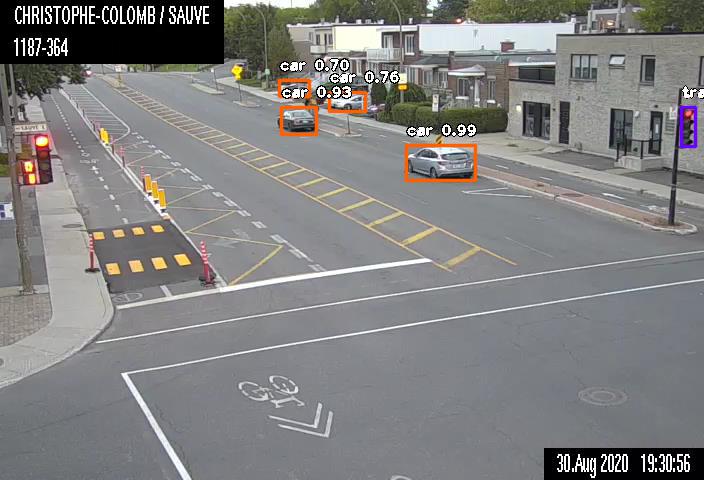 CHRISTOPHE-COLOMB / SAUVE
1187-364
car 0.70
car 0.76
car 0.93
tra
car 0.99
SAUVÉ
30.Aug 2020 19:30:56